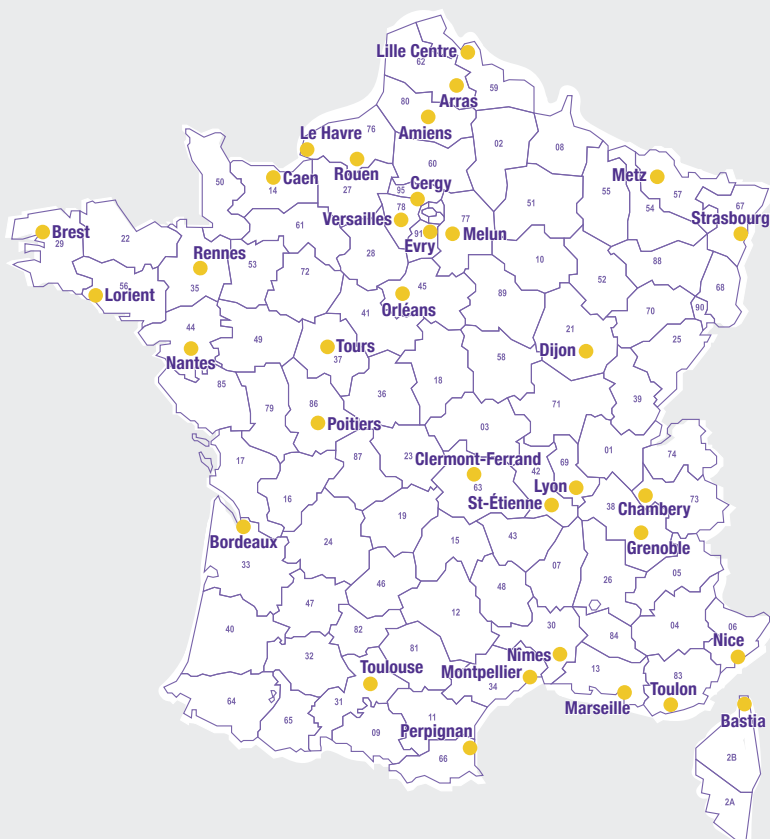 Lille Centre
62
59
Arras
80
Amiens
Le Havre
76
02
08
Rouen
60
Caen
14
27
50
95
Cergy
Metz
57
67
55
54
Strasbourg
78
Versailles
77
51
91
Evry
Melun
Brest
29
22
61
Rennes
35
53
28
10
88
56
Lorient
72
45
Orléans
52
68
89
70
90
44
Nantes
49
41
21
Dijon
25
Tours
37
58
85
79
36
18
39
86
Poitiers
71
03
17
87
23
Clermont-Ferrand
63
42
69
01
74
Lyon
16
St-Étienne
38
Chambery
73
19
Bordeaux
33
24
15
43
Grenoble
07
26
05
46
48
47
40
12
30
84
04
06
82
Nice
32
81
Nîmes
Toulouse
Montpellier
34
13
83
Marseille
Toulon
64
65
31
09
11
Perpignan
66
Bastia
2B
2A